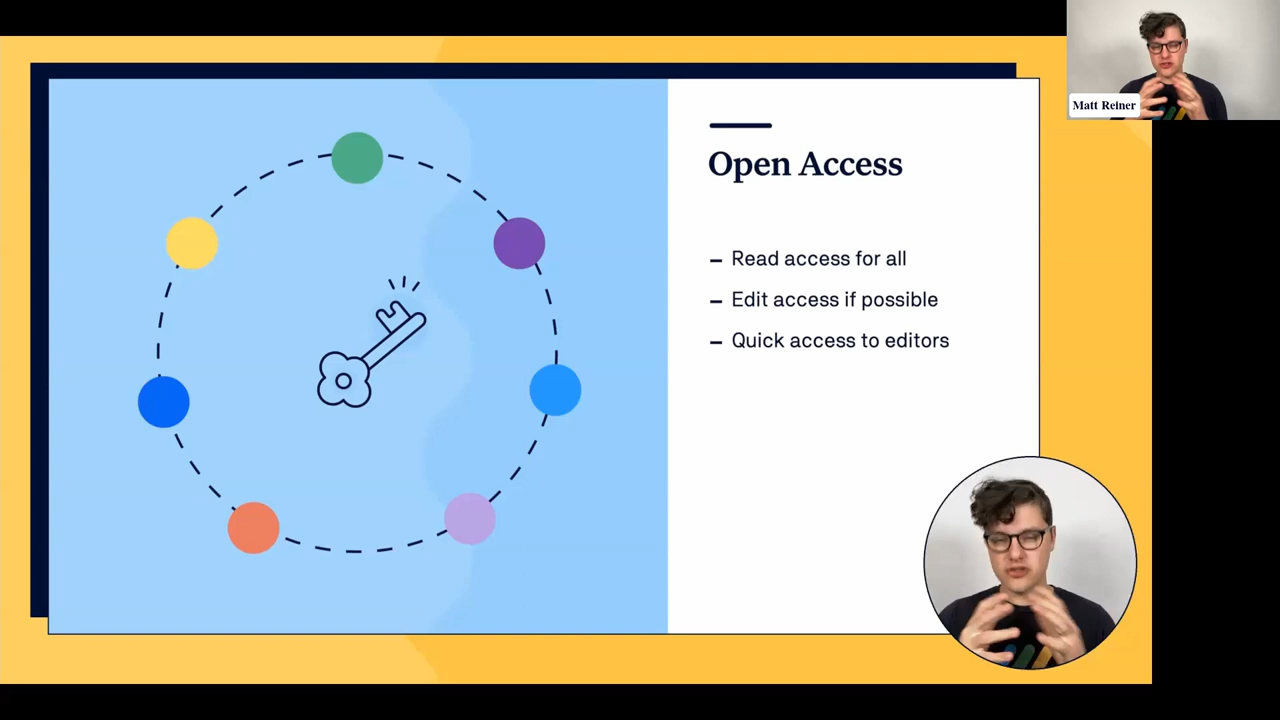 Matt Reiner
Open Access
– Read access for all
– Edit access if possible
– Quick access to editors